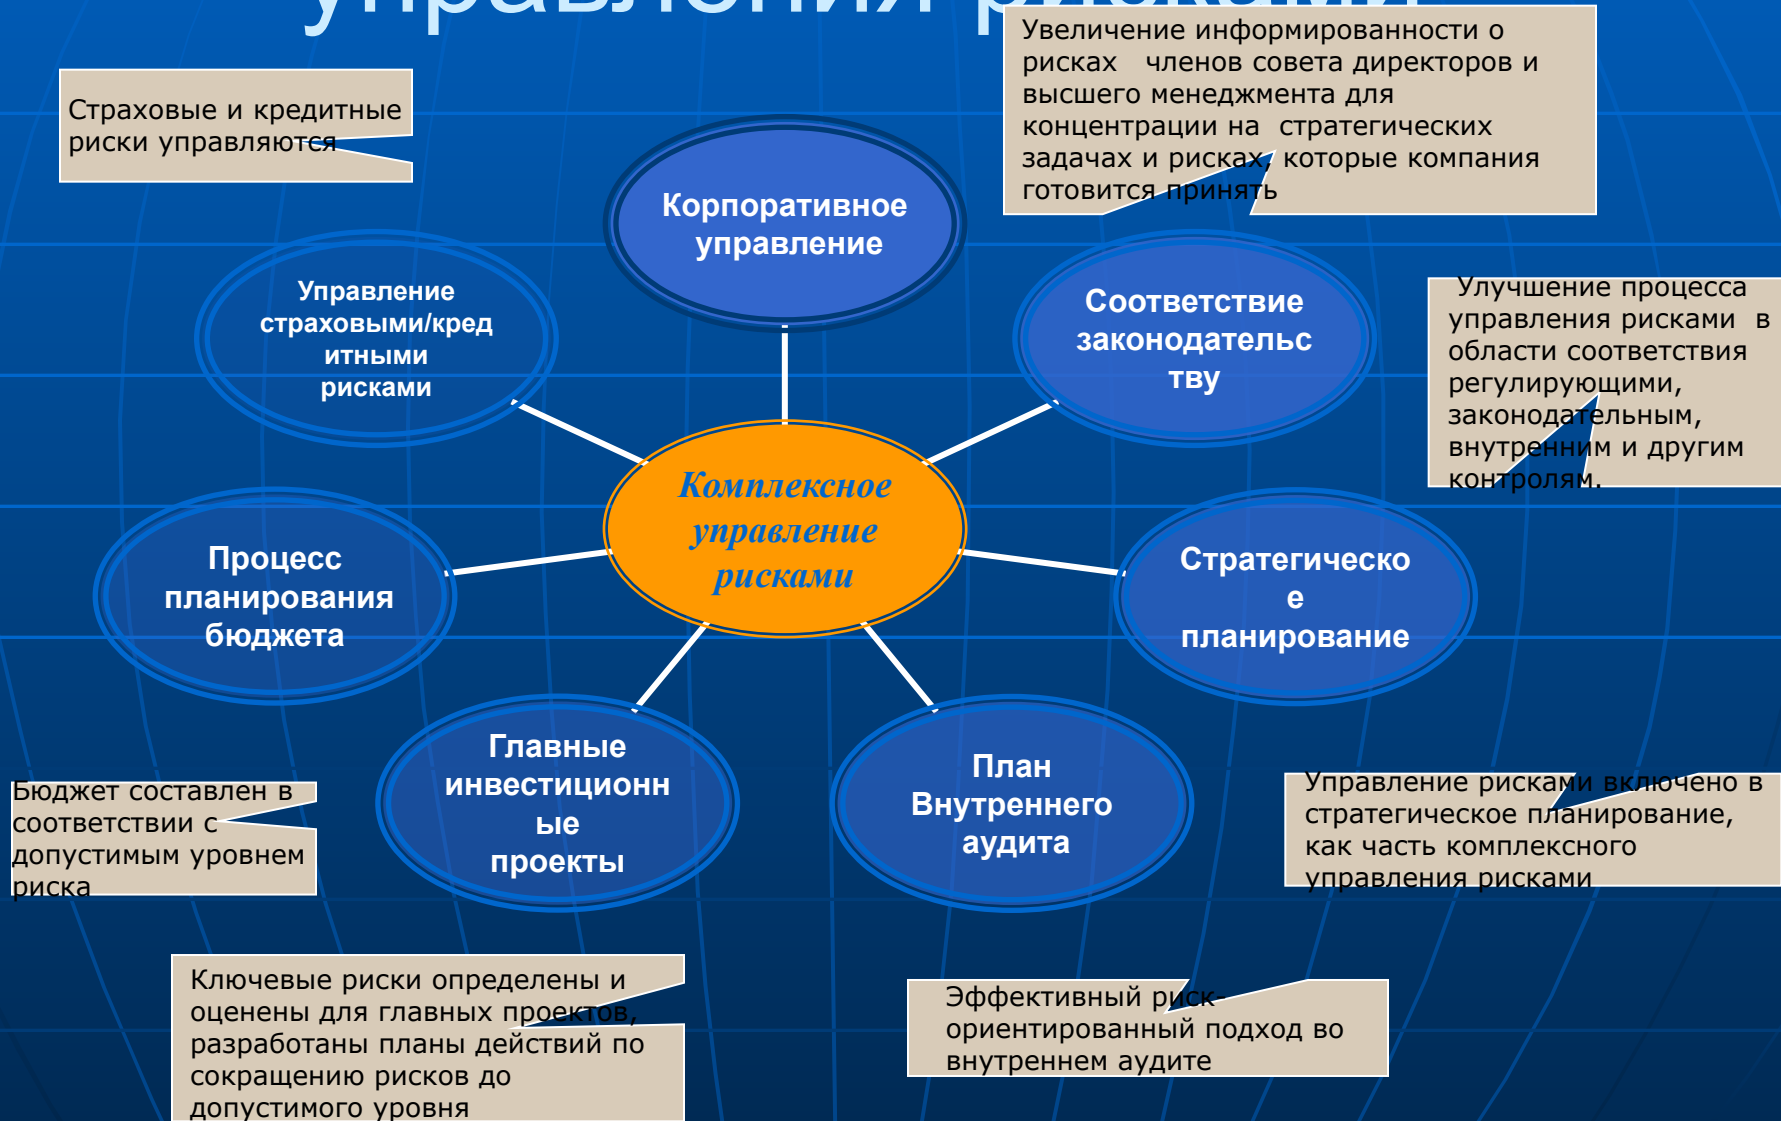 управления рисками
Увеличение информированности о
рисках членов совета директоров и
высшего менеджмента для
концентрации на стратегических
задачах и рисках, которые компания
готовится принять
Страховые и кредитные
риски управляются
Корпоративное
управление
Управление
страховыми/кред
итными
рисками
Соответствие
законодательс
тву
Улучшение процесса
управления рисками в
области соответствия
регулирующими,
законодательным,
внутренним и другим
контролям.
Комплексное
управление
рисками
Процесс
планирования
бюджета
Стратегическо
е
планирование
Главные
инвестиционн
ые
проекты
План
Внутреннего
аудита
Бюджет составлен в
соответствии с
допустимым уровнем
риска
Управление рисками включено в
стратегическое планирование,
как часть комплексного
управления рисками
Ключевые риски определены и
оценены для главных проектов,
разработаны планы действий по
сокращению рисков до
допустимого уровня
Эффективный риск-
ориентированный подход во
внутреннем аудите